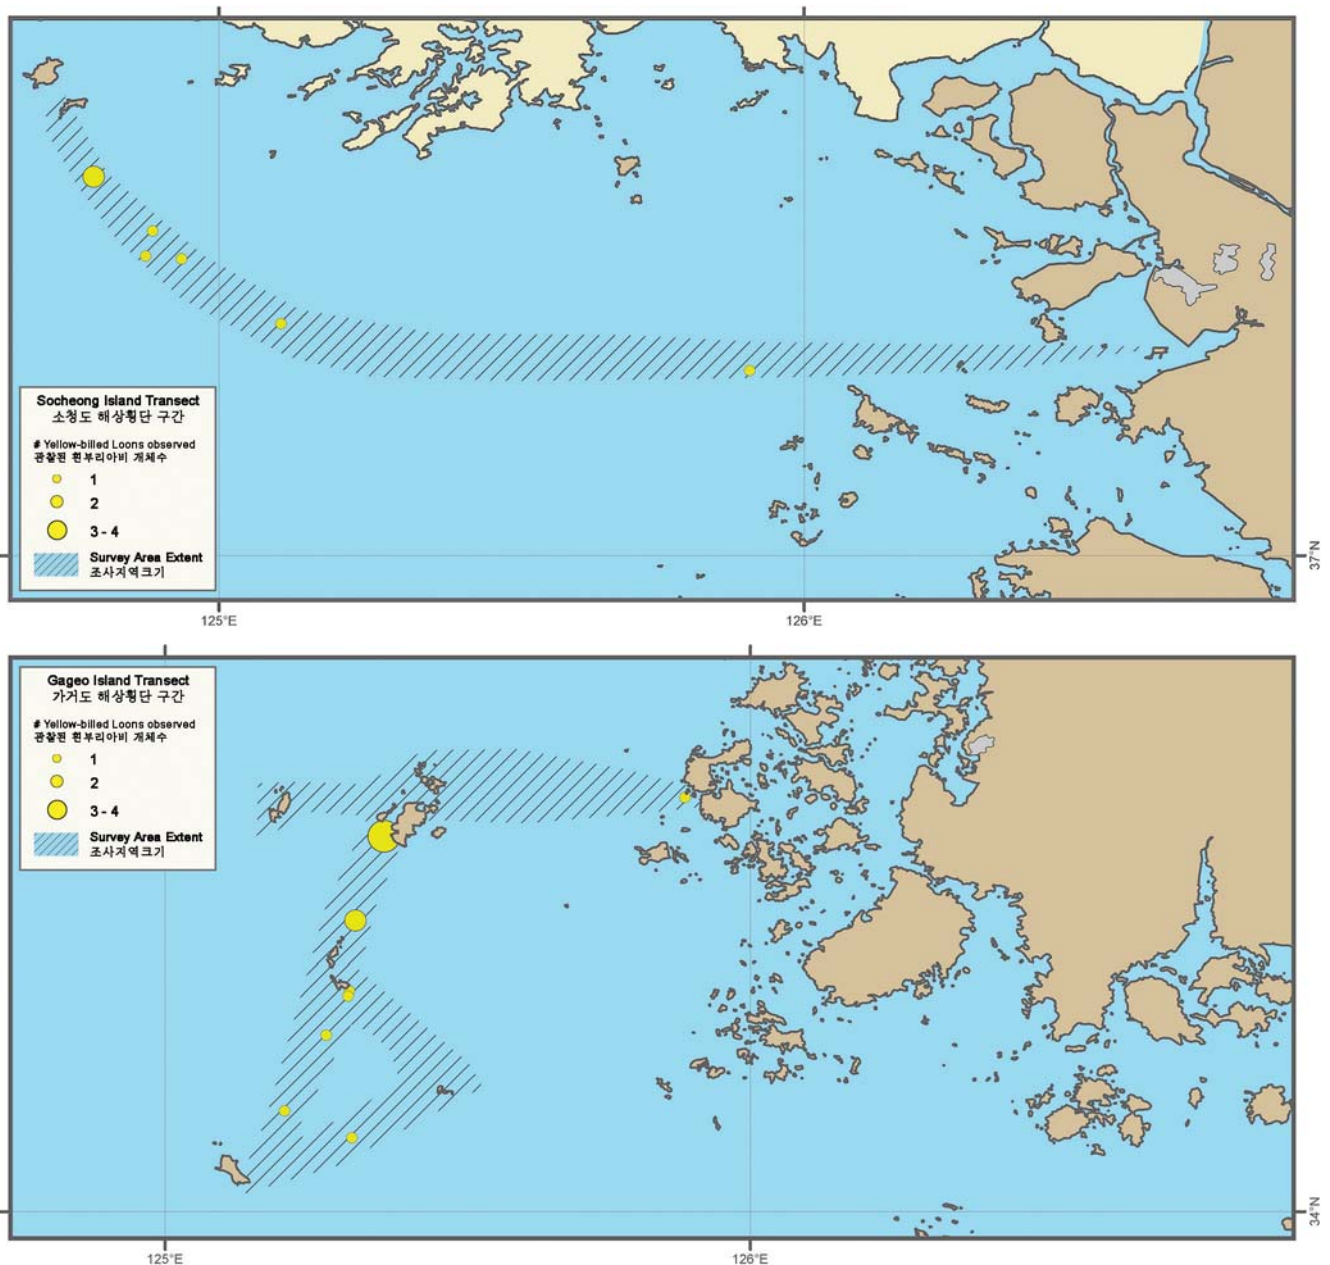 Socheong Island Transect
소청도 해상횡단 구간
# Yellow-billed Loons observed
관찰된 흰부리아비 개체수
1
2
3 - 4
Survey Area Extent
조사지역크기
37°N
125°E
126°E
Gageo Island Transect
가거도 해상횡단 구간
# Yellow-billed Loons observed
관찰된 흰부리아비 개체수
1
2
3 - 4
Survey Area Extent
조사지역크기
34°N
125°E
126°E